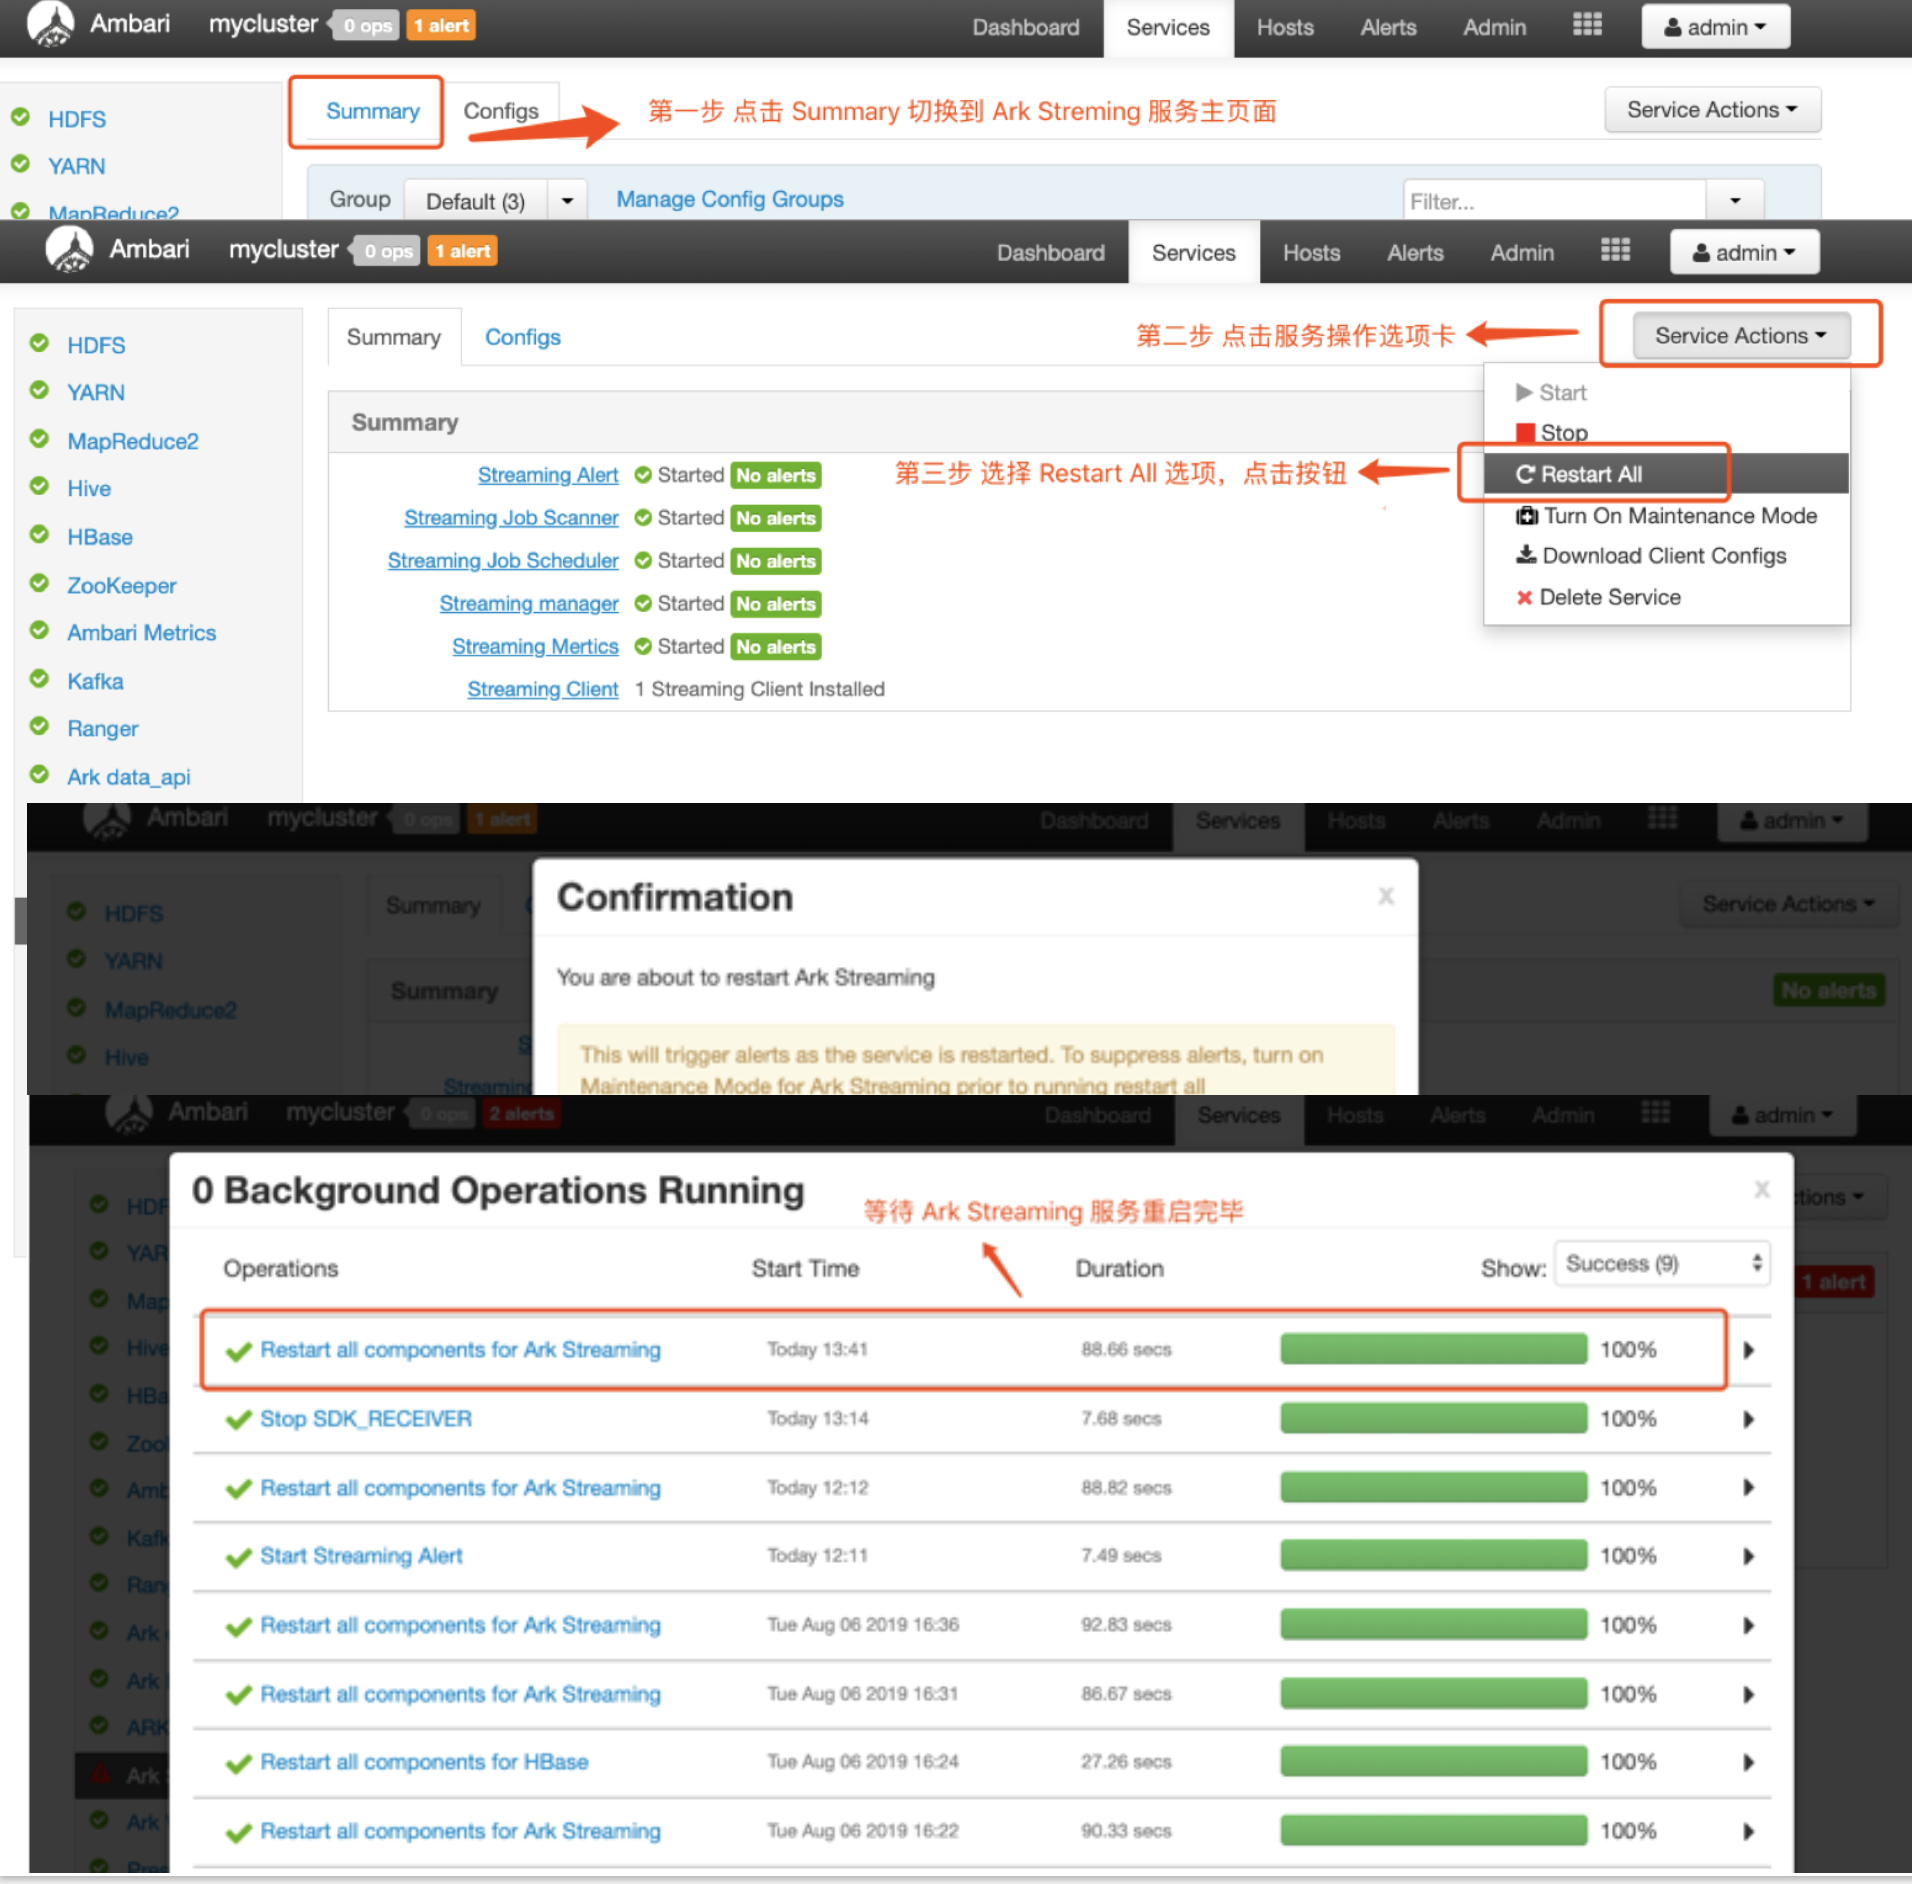 Ambari mycluster 0 ops 1 alert Dashboard Services Hosts Alerts Admin admin
Summary Configs 第一步 点击 Summary 切换到 Ark Streming 服务主页面 Service Actions
HDFS
YARN
MapReduce2
Group Default (3) Manage Config Groups Filter...
Ambari mycluster 0 ops 1 alert Dashboard Services Hosts Alerts Admin admin
Summary Configs 第二步 点击服务操作选项卡 Service Actions
HDFS
YARN
MapReduce2
Hive
HBase
ZooKeeper
Ambari Metrics
Kafka
Ranger
Ark data_api
Start
Stop
Restart All
Turn On Maintenance Mode
Download Client Configs
Delete Service
第三步 选择 Restart All 选项，点击按钮
Summary
Streaming Alert Started No alerts
Streaming Job Scanner Started No alerts
Streaming Job Scheduler Started No alerts
Streaming manager Started No alerts
Streaming Mertics Started No alerts
Streaming Client 1 Streaming Client Installed
Ambari mycluster 0 ops 1 alert Dashboard Services Hosts Alerts Admin admin
HDFS
YARN
MapReduce2
Hive
Summary
Service Actions
Summary
No alerts
Streaming
Confirmation x
You are about to restart Ark Streaming
This will trigger alerts as the service is restarted. To suppress alerts, turn on
Maintenance Mode for Ark Streaming prior to running restart all
Ambari mycluster 0 ops 2 alerts Dashboard Services Hosts Alerts Admin admin
0 Background Operations Running x
等待 Ark Streaming 服务重启完毕
Operations Start Time Duration Show: Success (9)
1 alert
Restart all components for Ark Streaming Today 13:41 88.66 secs 100%
Stop SDK_RECEIVER Today 13:14 7.68 secs 100%
Restart all components for Ark Streaming Today 12:12 88.82 secs 100%
Start Streaming Alert Today 12:11 7.49 secs 100%
Restart all components for Ark Streaming Tue Aug 06 2019 16:36 92.83 secs 100%
Restart all components for Ark Streaming Tue Aug 06 2019 16:31 86.67 secs 100%
Restart all components for HBase Tue Aug 06 2019 16:24 27.26 secs 100%
Restart all components for Ark Streaming Tue Aug 06 2019 16:22 90.33 secs 100%